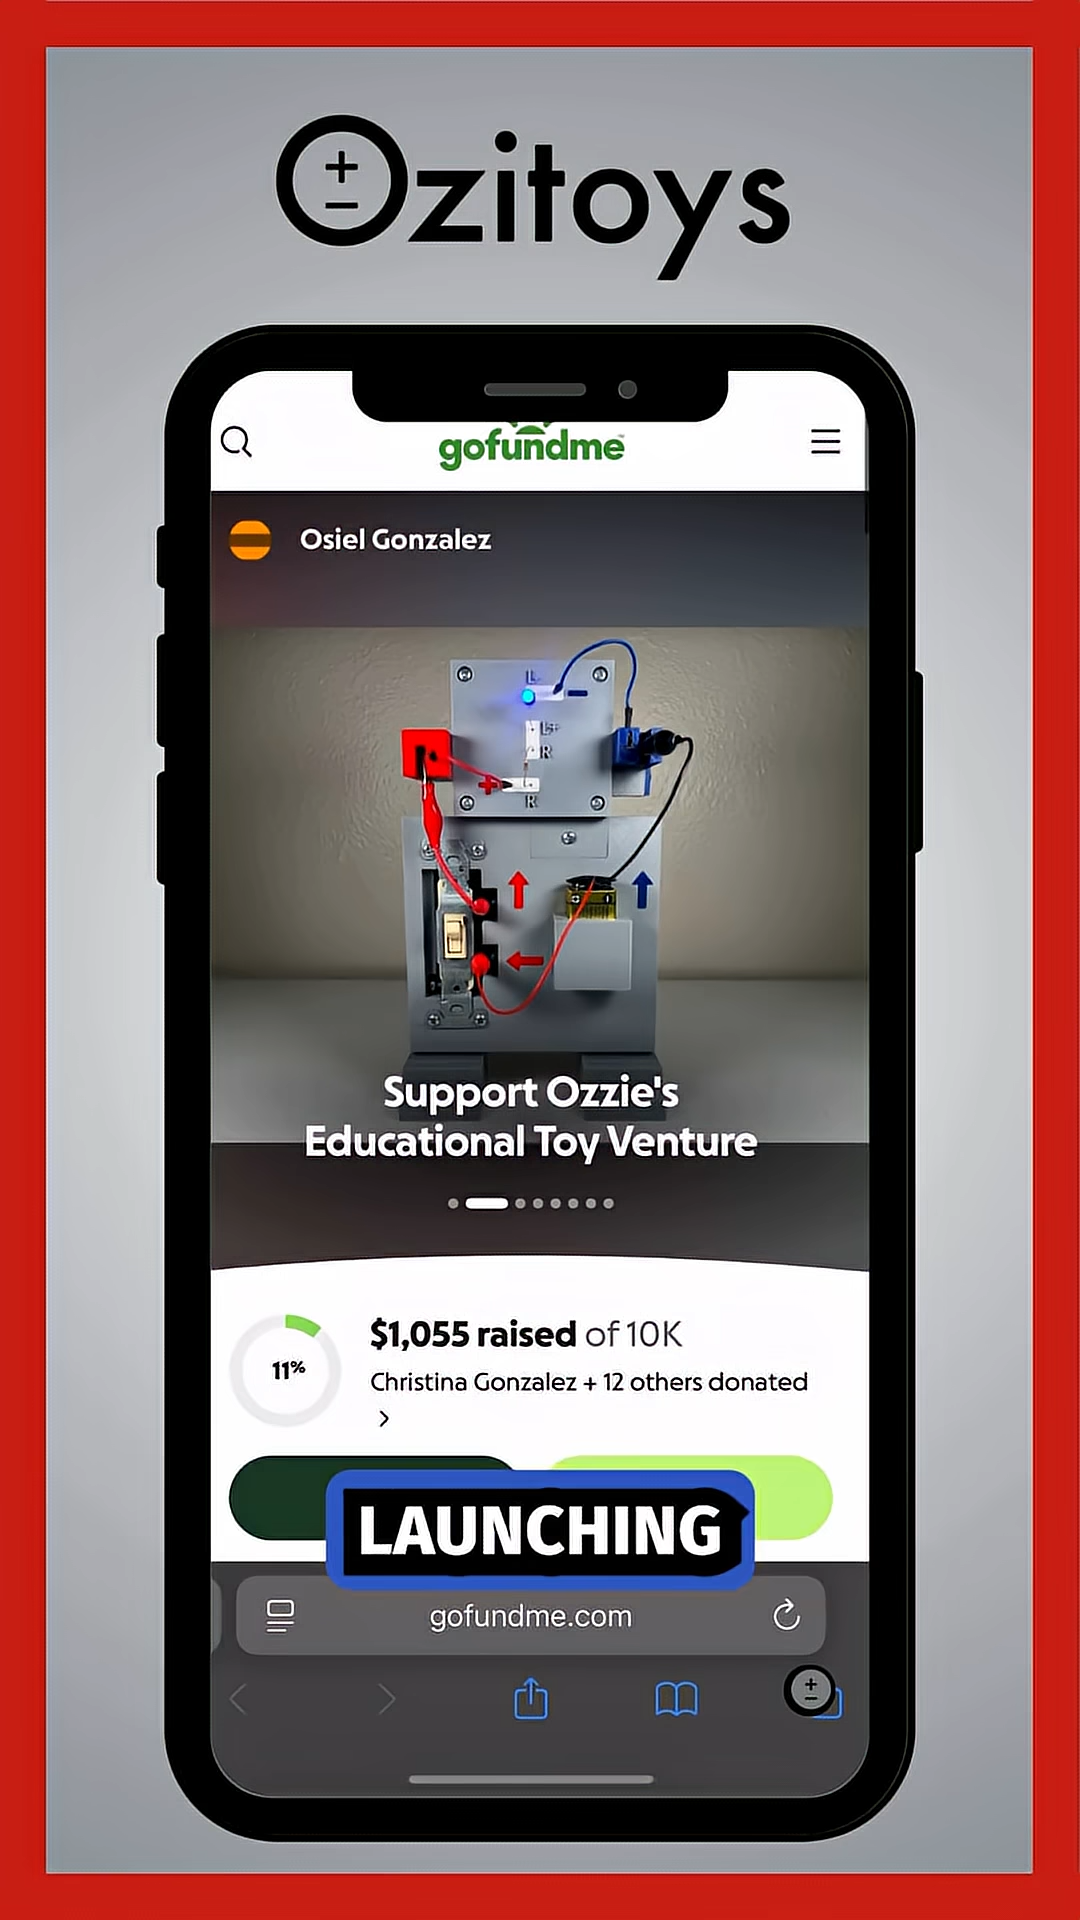 Ozitoys
gofundme
Osiel Gonzalez
L-
L+
R
R
Support Ozzie's
Educational Toy Venture
11%
$1,055 raised of 10K
Christina Gonzalez + 12 others donated
LAUNCHING
gofundme.com